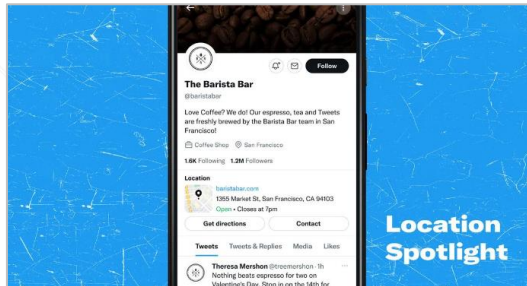 Follow
The Barista Bar
@baristabar
Love Coffee? We do! Our espresso, tea and Tweets
are freshly brewed by the Barista Bar team in San
Francisco!
Coffee Shop San Francisco
1.6K Following 1.2M Followers
Location
baristabar.com
1355 Market St, San Francisco, CA 94103
Open • Closes at 7pm
Get directions Contact
Tweets Tweets & Replies Media Likes
Theresa Mershon @treemershon · 1h
Nothing beats espresso for two on
Valentine's Day. Stop in on the 14th for
Location
Spotlight